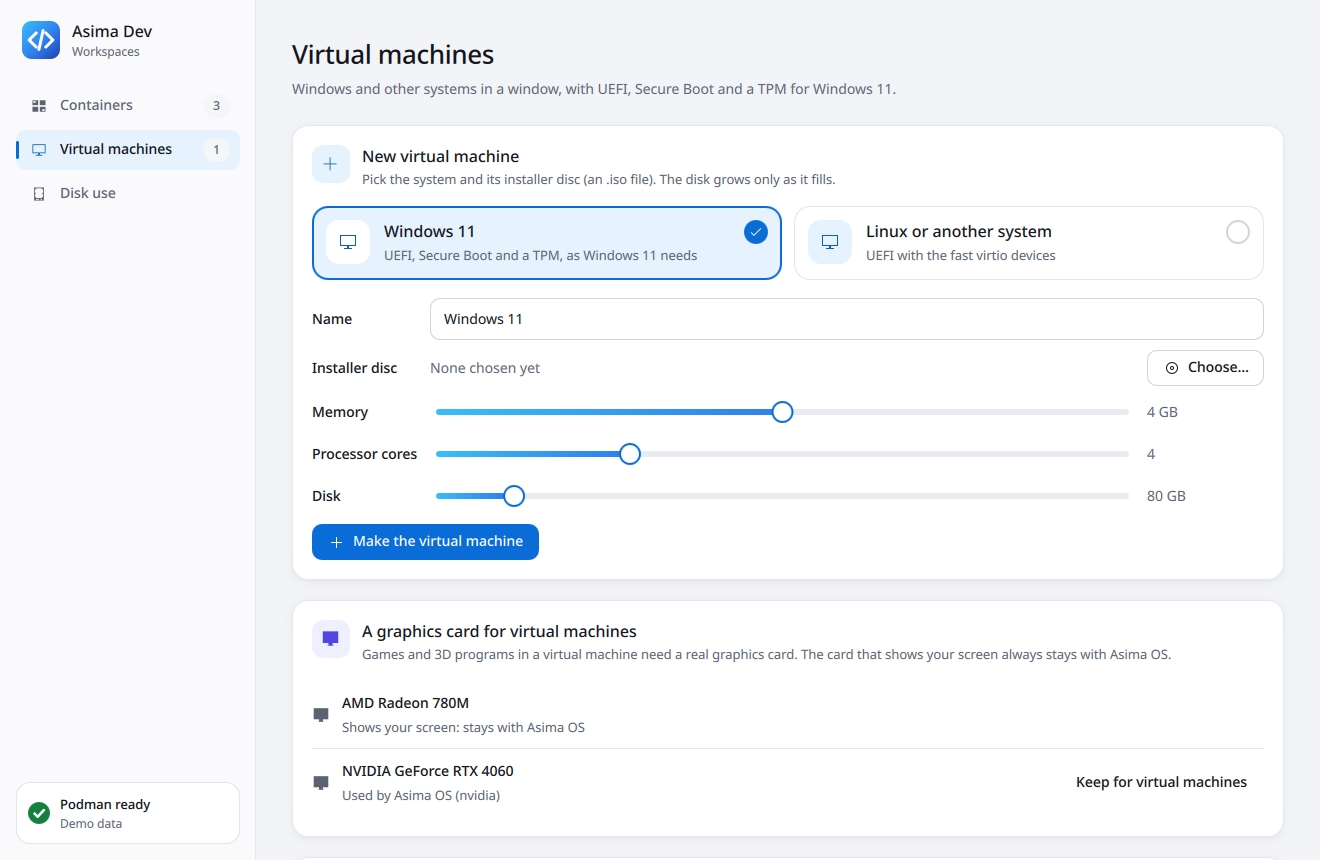 Asima Dev
Workspaces
Containers 3
Virtual machines 1
Disk use
Podman ready
Demo data
Virtual machines
Windows and other systems in a window, with UEFI, Secure Boot and a TPM for Windows 11.
New virtual machine
Pick the system and its installer disc (an .iso file). The disk grows only as it fills.
Windows 11
UEFI, Secure Boot and a TPM, as Windows 11 needs
Linux or another system
UEFI with the fast virtio devices
Name Windows 11
Installer disc None chosen yet Choose...
Memory 4 GB
Processor cores 4
Disk 80 GB
Make the virtual machine
A graphics card for virtual machines
Games and 3D programs in a virtual machine need a real graphics card. The card that shows your screen always stays with Asima OS.
AMD Radeon 780M
Shows your screen: stays with Asima OS
NVIDIA GeForce RTX 4060
Used by Asima OS (nvidia)
Keep for virtual machines